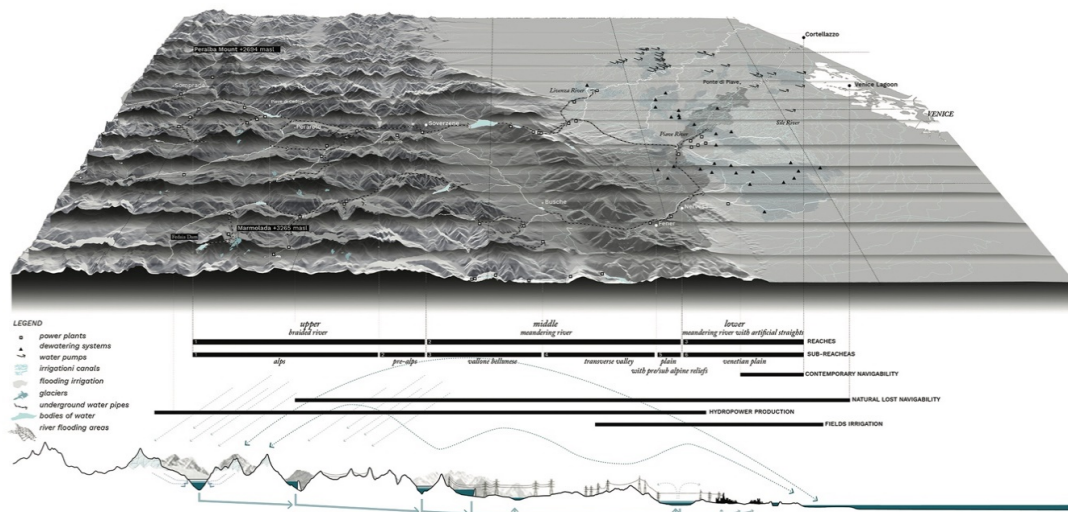 Peralba Mount +2694 masl
Cortellazzo
Venice Lagoon
VENICE
Livenza River
Ponte di Piave
Soverzene
Piave River
Sile River
Busche
Fener
Marmolada +3265 masl
LEGEND
power plants
dewatering systems
water pumps
irrigationi canals
flooding irrigation
glaciers
underground water pipes
bodies of water
river flooding areas
upper
braided river
middle
meandering river
lower
meandering river with artificial straights
REACHES
SUB-REACHEAS
alps
pre-alps
vallone bellunese
transverse valley
plain
with pre/sub alpine reliefs
venetian plain
CONTEMPORARY NAVIGABILITY
NATURAL LOST NAVIGABILITY
HYDROPOWER PRODUCTION
FIELDS IRRIGATION